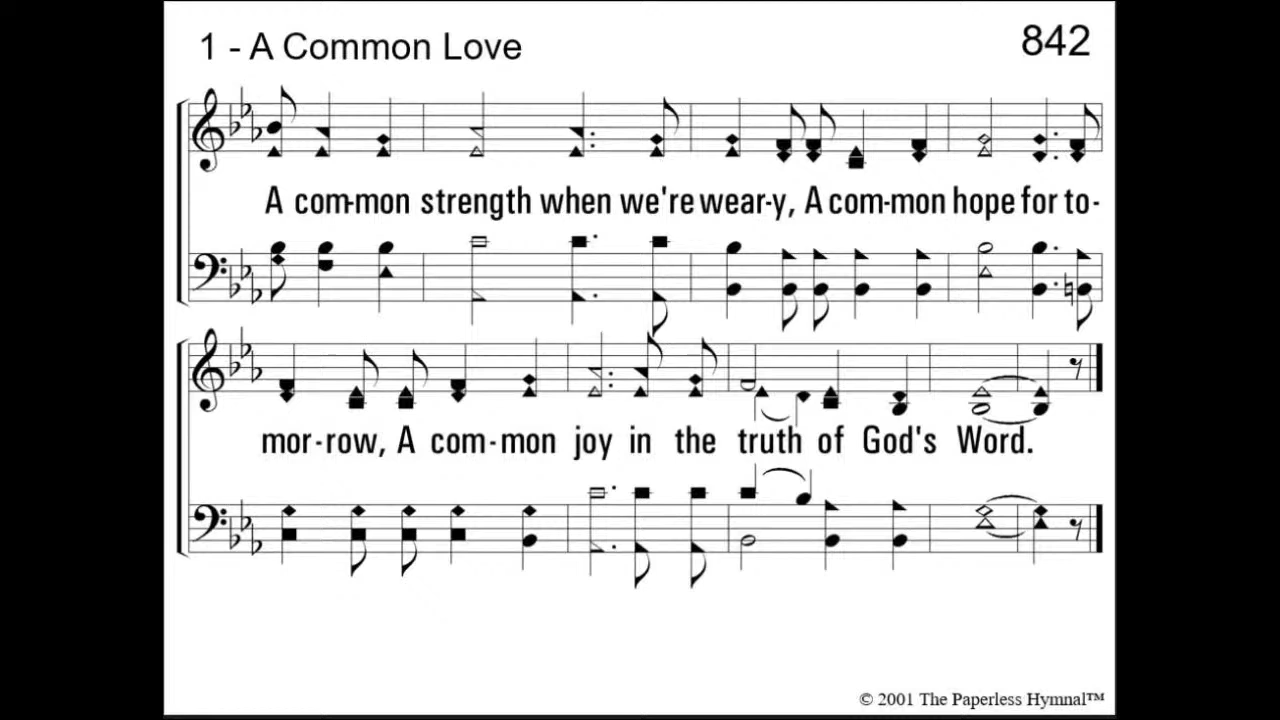 1 - A Common Love
842
A com-mon strength when we're wear-y, A com-mon hope for to-
mor-row, A com-mon joy in the truth of God's Word.
© 2001 The Paperless Hymnal™